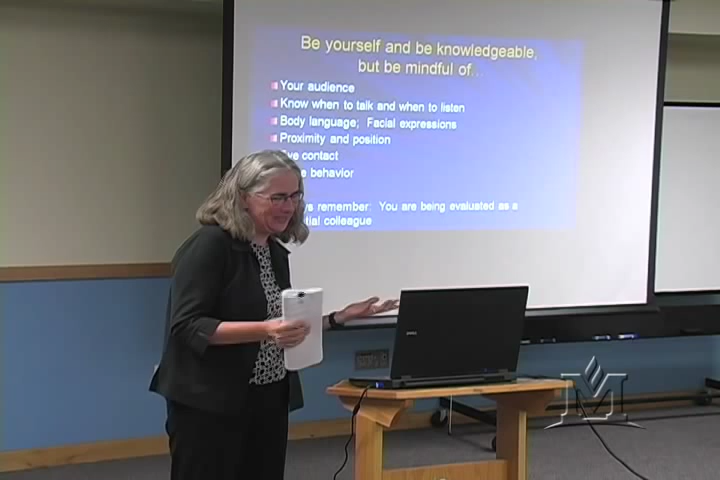 Be yourself and be knowledgeable,
but be mindful of…
Your audience
Know when to talk and when to listen
Body language; Facial expressions
Proximity and position
contact
behavior
remember: You are being evaluated as a
colleague
DELL
M